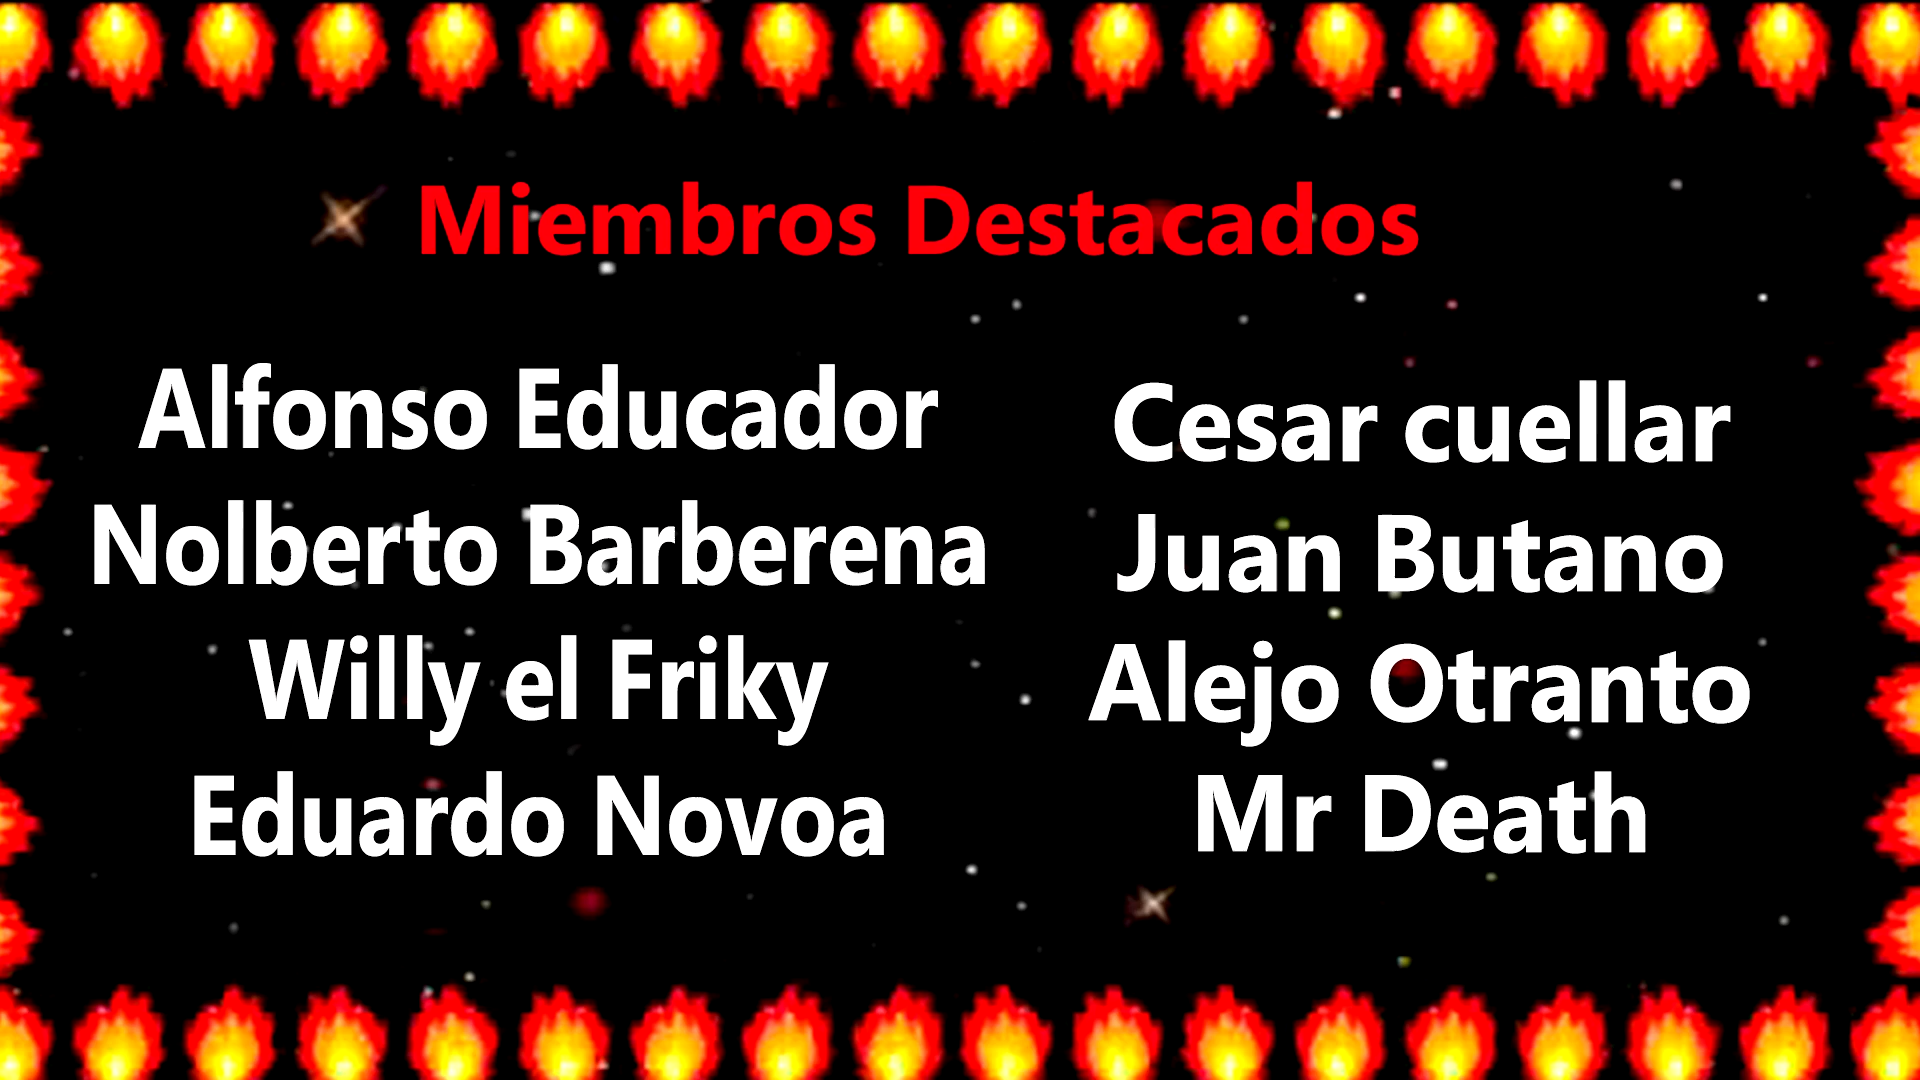 Miembros Destacados
Alfonso Educador
Nolberto Barberena
Willy el Friky
Eduardo Novoa
Cesar cuellar
Juan Butano
Alejo Otranto
Mr Death